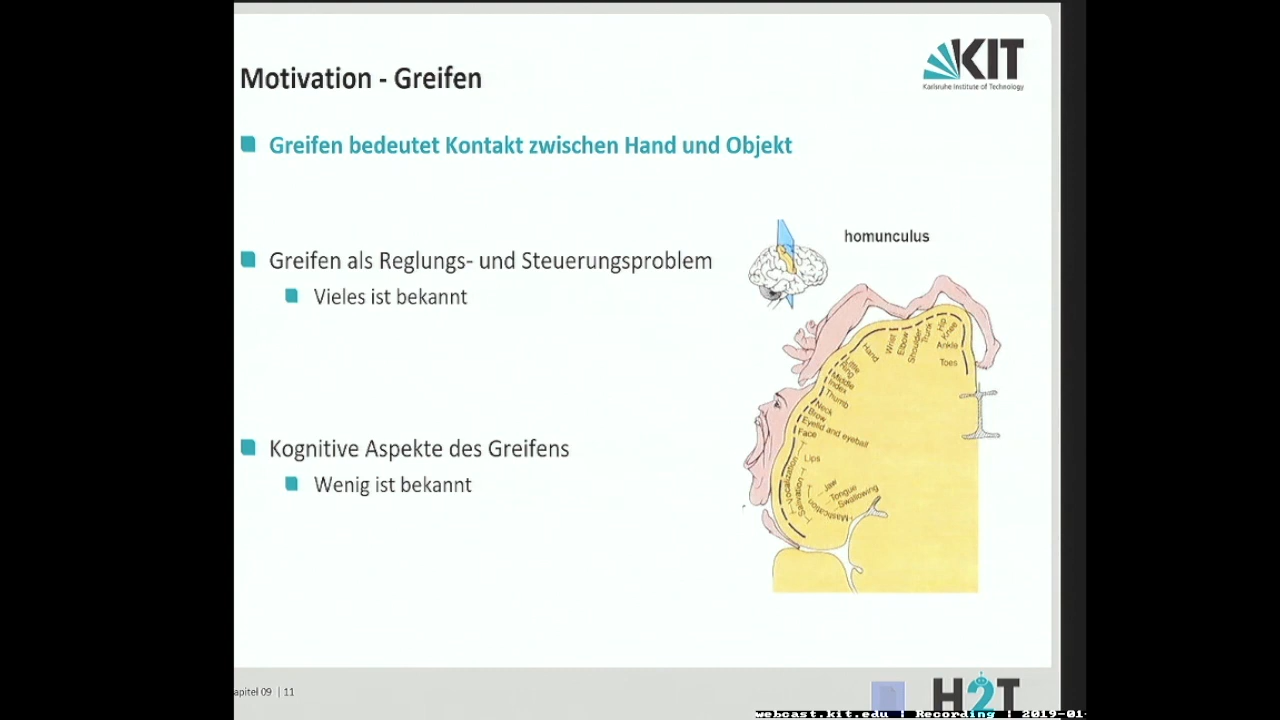 KIT
Karlsruhe Institute of Technology
Motivation - Greifen
Greifen bedeutet Kontakt zwischen Hand und Objekt
homunculus
Greifen als Reglungs- und Steuerungsproblem
Vieles ist bekannt
Kognitive Aspekte des Greifens
Wenig ist bekannt
Toes
Ankle
Knee
Hip
Trunk
Shoulder
Elbow
Wrist
Hand
Little
Ring
Middle
Index
Thumb
Neck
Brow
Eyelid and eyeball
Face
Lips
Vocalization
Salivation
Mastication
Jaw
Tongue
Swallowing
apitel 09 | 11
H2T
webcast.kit.edu | Recording | 2019-01-